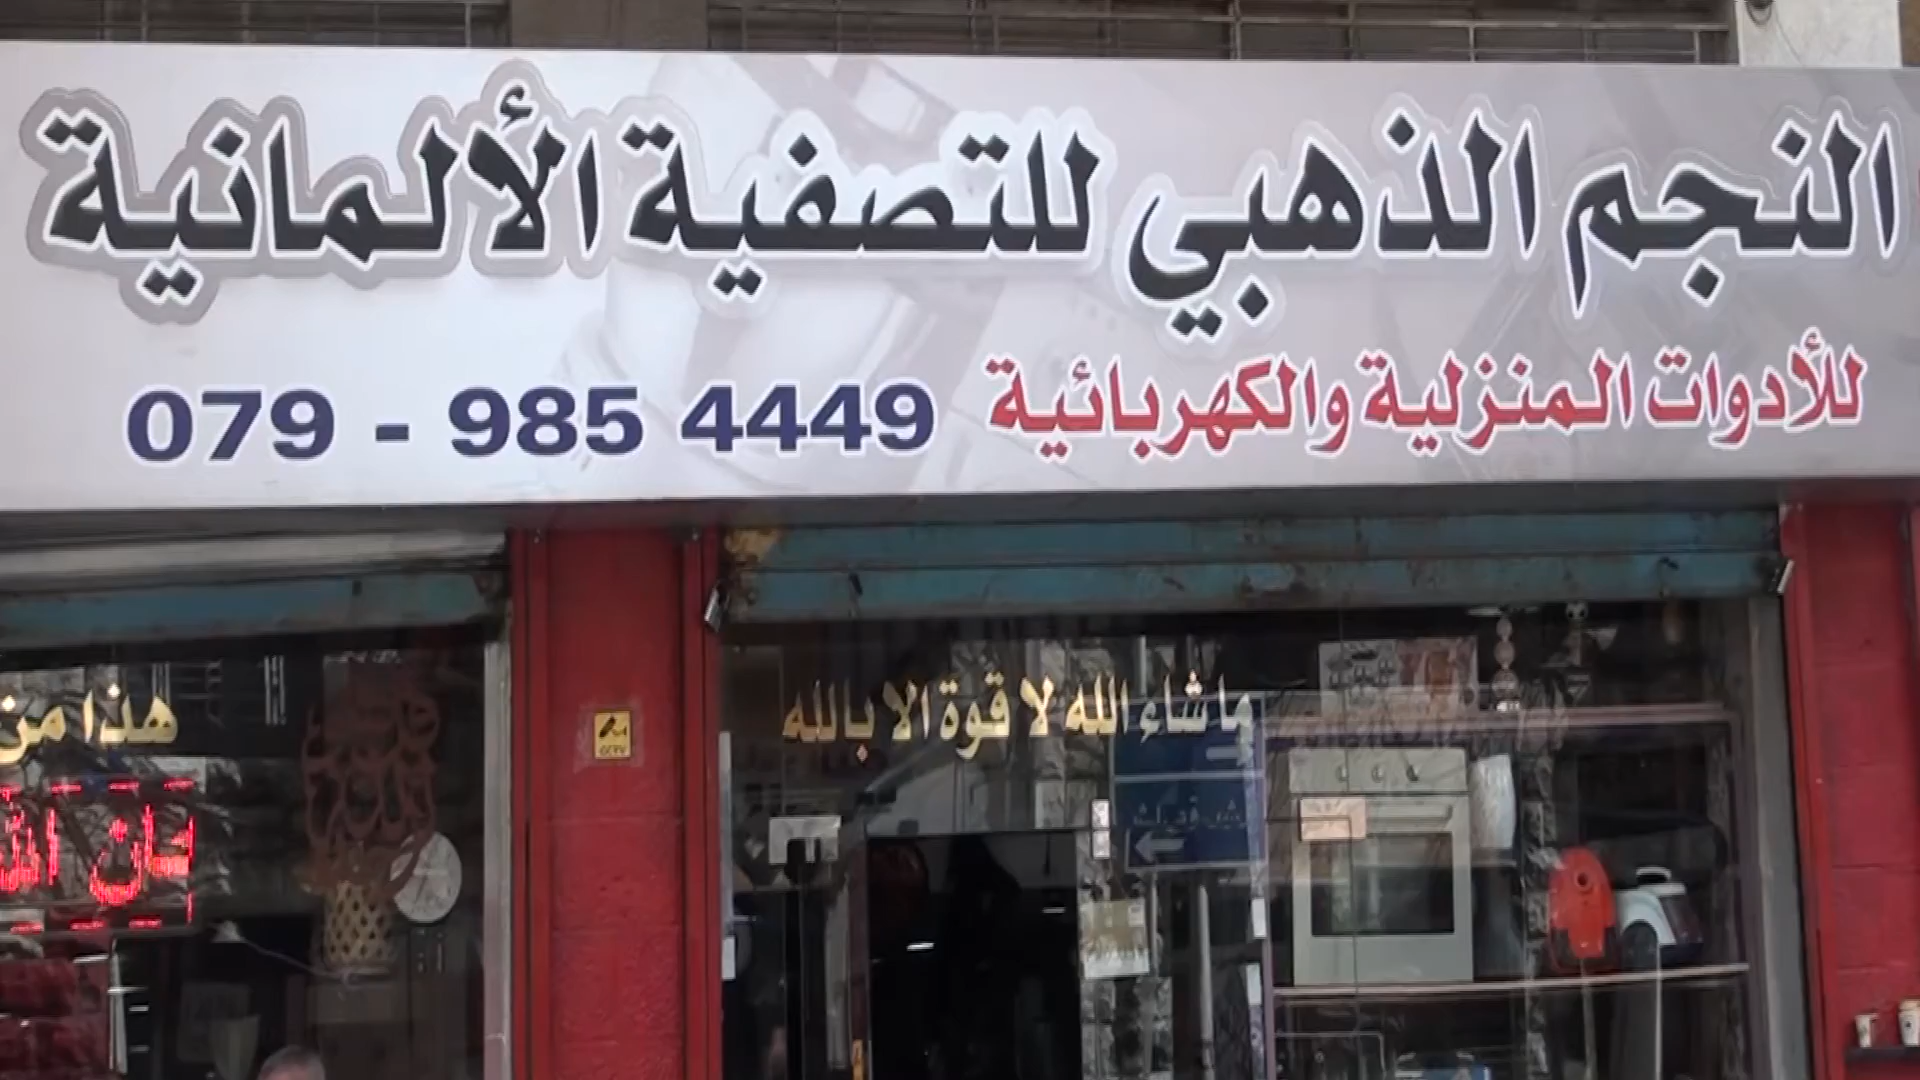 النجم الذهبي للتصفية الألمانية
للأدوات المنزلية والكهربائية
079 - 985 4449
ما شاء الله لا قوة الا بالله
هذا من
CCTV